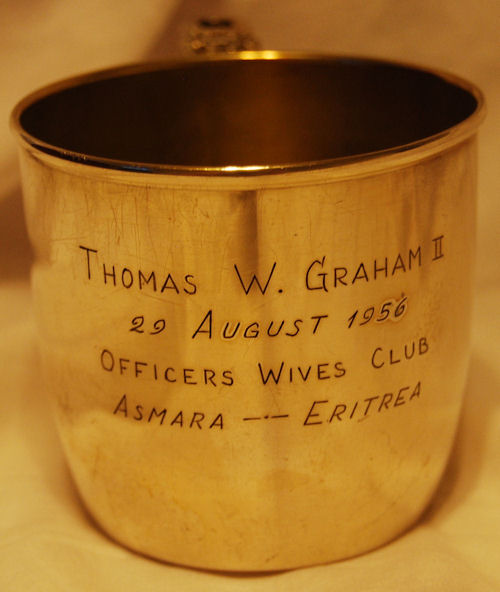 THOMAS W. GRAHAM II
29 AUGUST 1956
OFFICERS WIVES CLUB
ASMARA -·- ERITREA